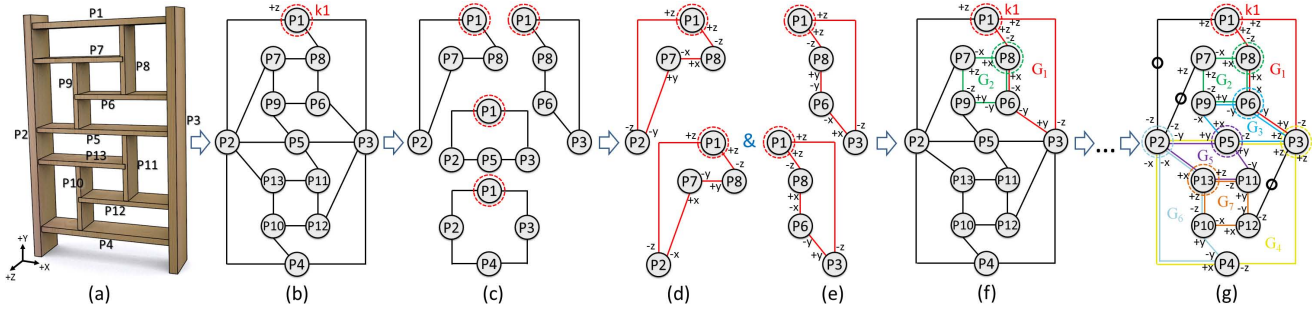 P1
P7
P9
P8
P6
P2
P3
P5
P13
P11
P10
P12
P4
+Y
+X
+Z
(a)
+z
P1
k1
P7
P8
P9
P6
P2
P5
P3
P13
P11
P10
P12
P4
(b)
P1
P1
P7
P8
P8
P2
P6
P3
P1
P2
P5
P3
P1
P2
P3
P4
(c)
P1
+z
+z
-z
P7
-x
+x
P8
+y
-z
-y
P2
P1
+z
+z
-z
P7
-y
+y
P8
+x
-z
-x
P2
(d)
&
P1
+z
+z
-z
P8
+y
-y
P6
-x
+x
-z
P3
P1
+z
+z
-z
P8
-x
-x
P6
-y
+y
-z
P3
(e)
+z
P1
k1
+z
-z
P7
-x
+x
P8
+z
+x
G2
G1
-z
P9
+y
-y
-x
P6
-y
+y
-z
P2
P5
P3
P13
P11
P10
P12
P4
(f)
...
+z
P1
k1
+z
-z
P7
-x
+x
P8
+z
+z
+x
G2
G1
-z
P9
+y
-y
-x
P6
G3
P2
P5
P3
G5
P13
P11
G7
G6
P10
P12
G4
P4
+x
-y
-z
(g)